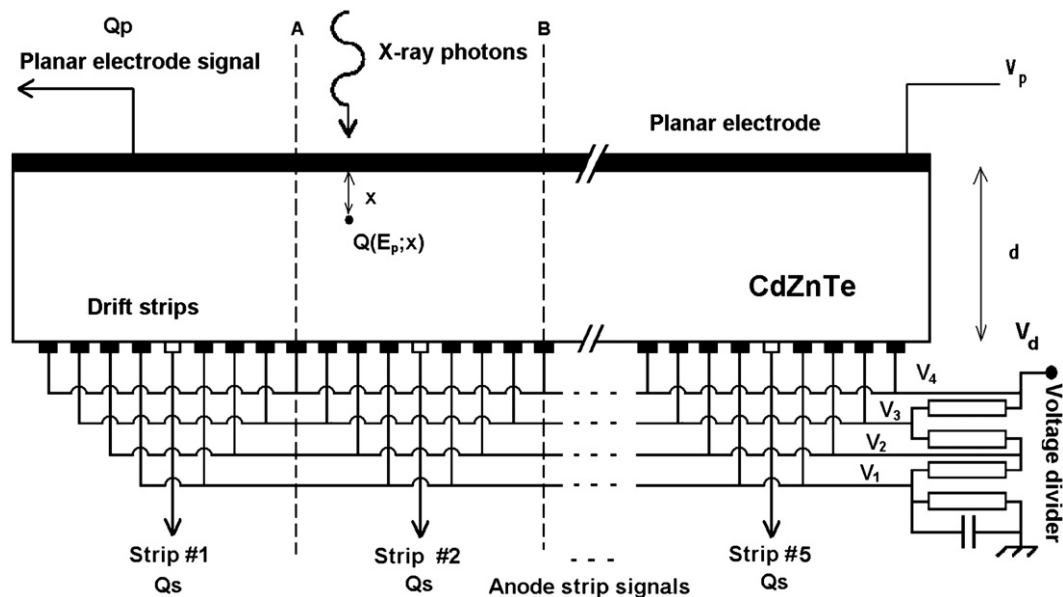 Qp
Planar electrode signal
A
X-ray photons
B
Planar electrode
Vp
x
Q(Ep;x)
d
CdZnTe
Drift strips
Vd
V4
V3
V2
V1
Voltage divider
Strip #1
Qs
Strip #2
Qs
Anode strip signals
Strip #5
Qs